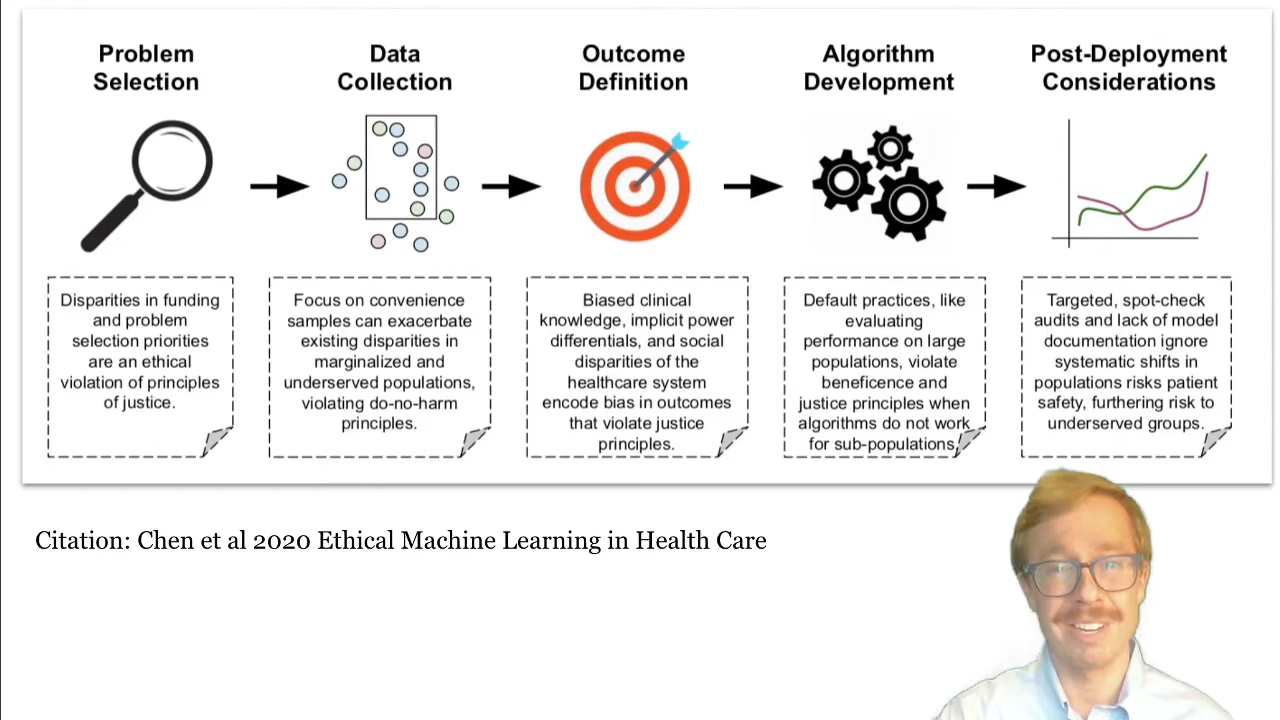 Problem
Selection
Data
Collection
Outcome
Definition
Algorithm
Development
Post-Deployment
Considerations
Disparities in funding
and problem
selection priorities
are an ethical
violation of principles
of justice.
Focus on convenience
samples can exacerbate
existing disparities in
marginalized and
underserved populations,
violating do-no-harm
principles.
Biased clinical
knowledge, implicit power
differentials, and social
disparities of the
healthcare system
encode bias in outcomes
that violate justice
principles.
Default practices, like
evaluating
performance on large
populations, violate
beneficence and
justice principles when
algorithms do not work
for sub-populations.
Targeted, spot-check
audits and lack of model
documentation ignore
systematic shifts in
populations risks patient
safety, furthering risk to
underserved groups.
Citation: Chen et al 2020 Ethical Machine Learning in Health Care